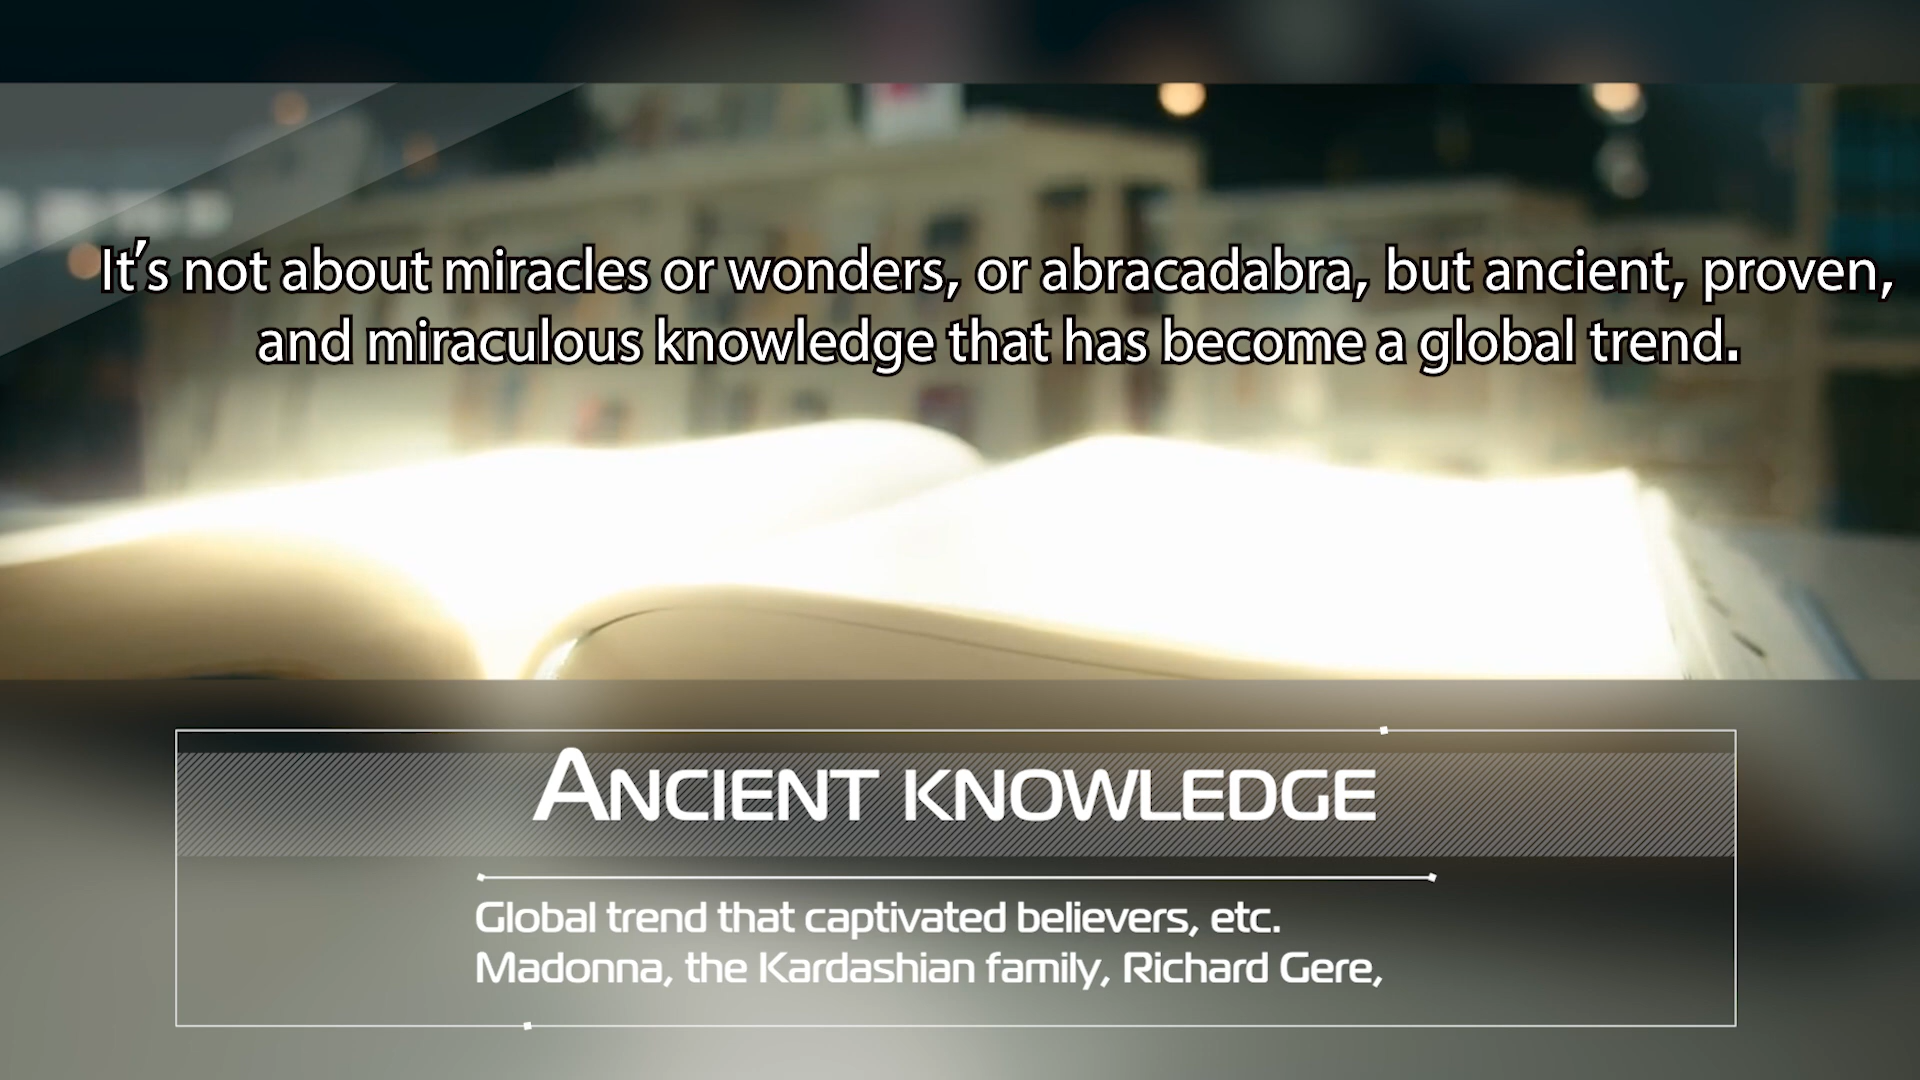 It's not about miracles or wonders, or abracadabra, but ancient, proven,
and miraculous knowledge that has become a global trend.
Ancient knowledge
Global trend that captivated believers, etc.
Madonna, the Kardashian family, Richard Gere,